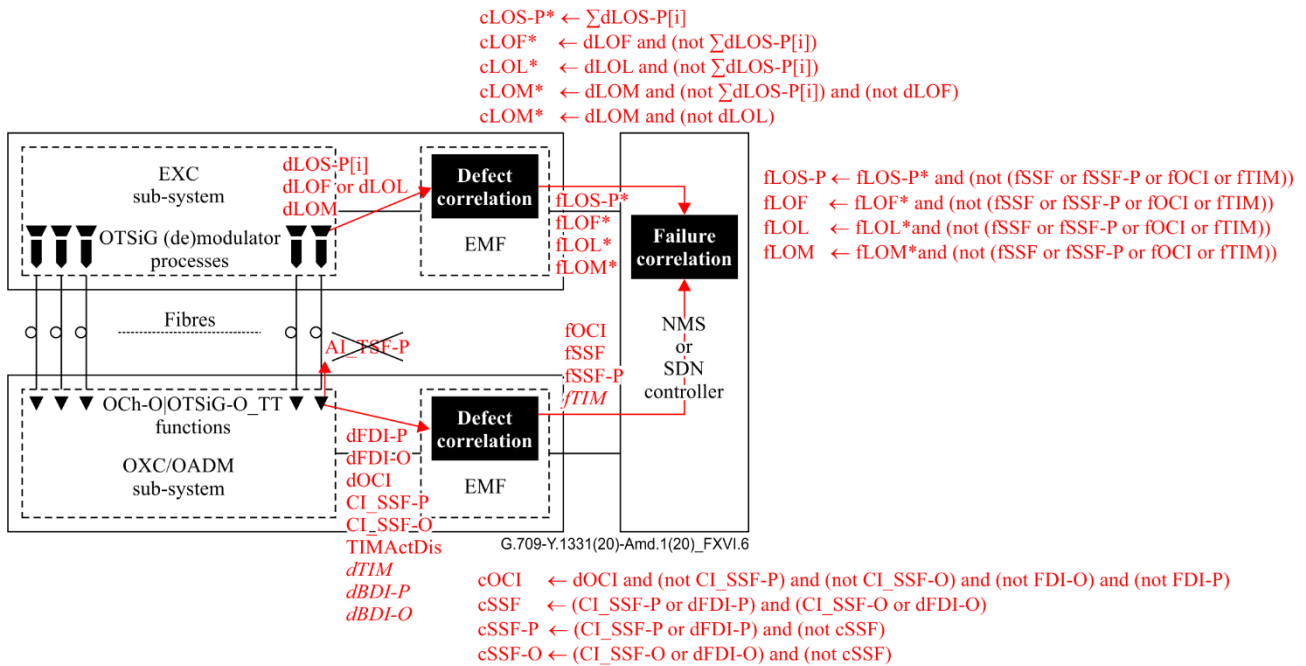 cLOS-P* ← ∑dLOS-P[i]
cLOF* ← dLOF and (not ∑dLOS-P[i])
cLOL* ← dLOL and (not ∑dLOS-P[i])
cLOM* ← dLOM and (not ∑dLOS-P[i]) and (not dLOF)
cLOM* ← dLOM and (not dLOL)
EXC
sub-system
dLOS-P[i]
dLOF or dLOL
dLOM
OTSiG (de)modulator
processes
Defect
correlation
EMF
fLOS-P*
fLOF*
fLOL*
fLOM*
Failure
correlation
fLOS-P ← fLOS-P* and (not (fSSF or fSSF-P or fOCI or fTIM))
fLOF ← fLOF* and (not (fSSF or fSSF-P or fOCI or fTIM))
fLOL ← fLOL*and (not (fSSF or fSSF-P or fOCI or fTIM))
fLOM ← fLOM*and (not (fSSF or fSSF-P or fOCI or fTIM))
Fibres
AI_TSF-P
fOCI
fSSF
fSSF-P
fTIM
NMS
or
SDN
controller
OCh-O|OTSiG-O_TT
functions
OXC/OADM
sub-system
dFDI-P
dFDI-O
dOCI
CI_SSF-P
CI_SSF-O
TIMActDis
dTIM
dBDI-P
dBDI-O
Defect
correlation
EMF
G.709-Y.1331(20)-Amd.1(20)_FXVI.6
cOCI ← dOCI and (not CI_SSF-P) and (not CI_SSF-O) and (not FDI-O) and (not FDI-P)
cSSF ← (CI_SSF-P or dFDI-P) and (CI_SSF-O or dFDI-O)
cSSF-P ← (CI_SSF-P or dFDI-P) and (not cSSF)
cSSF-O ← (CI_SSF-O or dFDI-O) and (not cSSF)